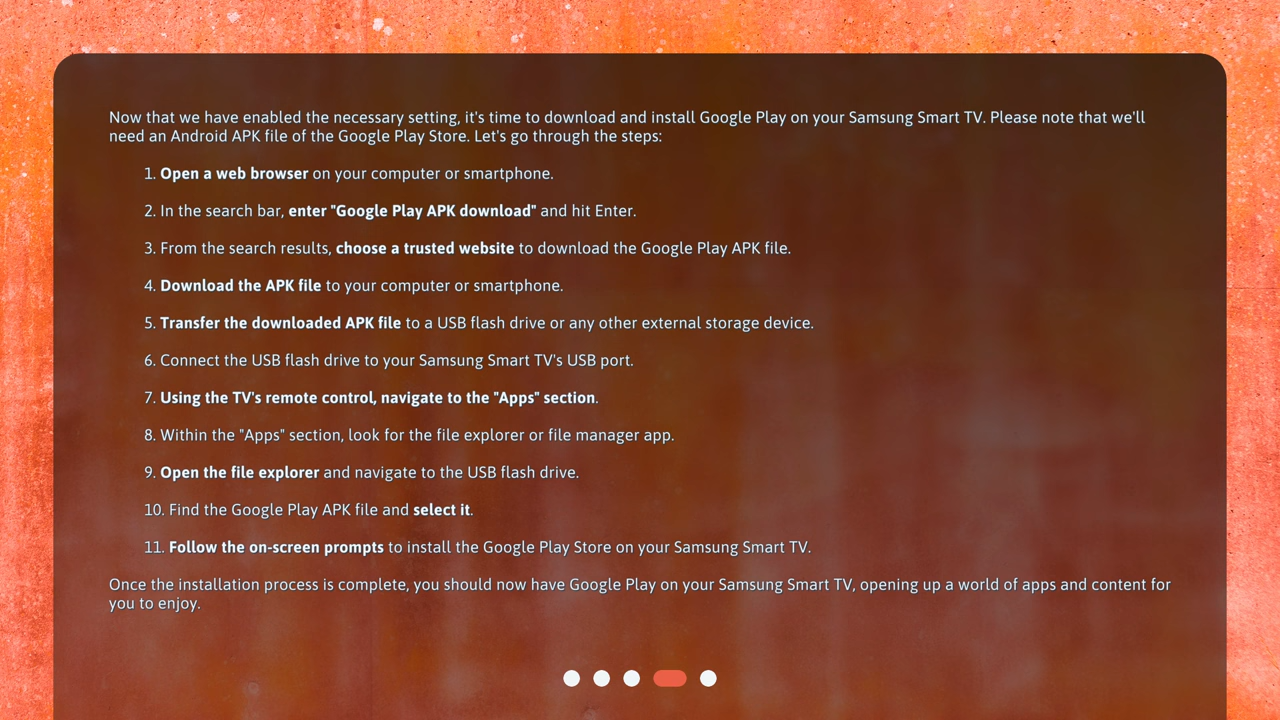 Now that we have enabled the necessary setting, it's time to download and install Google Play on your Samsung Smart TV. Please note that we'll
need an Android APK file of the Google Play Store. Let's go through the steps:
1. Open a web browser on your computer or smartphone.
2. In the search bar, enter "Google Play APK download" and hit Enter.
3. From the search results, choose a trusted website to download the Google Play APK file.
4. Download the APK file to your computer or smartphone.
5. Transfer the downloaded APK file to a USB flash drive or any other external storage device.
6. Connect the USB flash drive to your Samsung Smart TV's USB port.
7. Using the TV's remote control, navigate to the "Apps" section.
8. Within the "Apps" section, look for the file explorer or file manager app.
9. Open the file explorer and navigate to the USB flash drive.
10. Find the Google Play APK file and select it.
11. Follow the on-screen prompts to install the Google Play Store on your Samsung Smart TV.
Once the installation process is complete, you should now have Google Play on your Samsung Smart TV, opening up a world of apps and content for
you to enjoy.